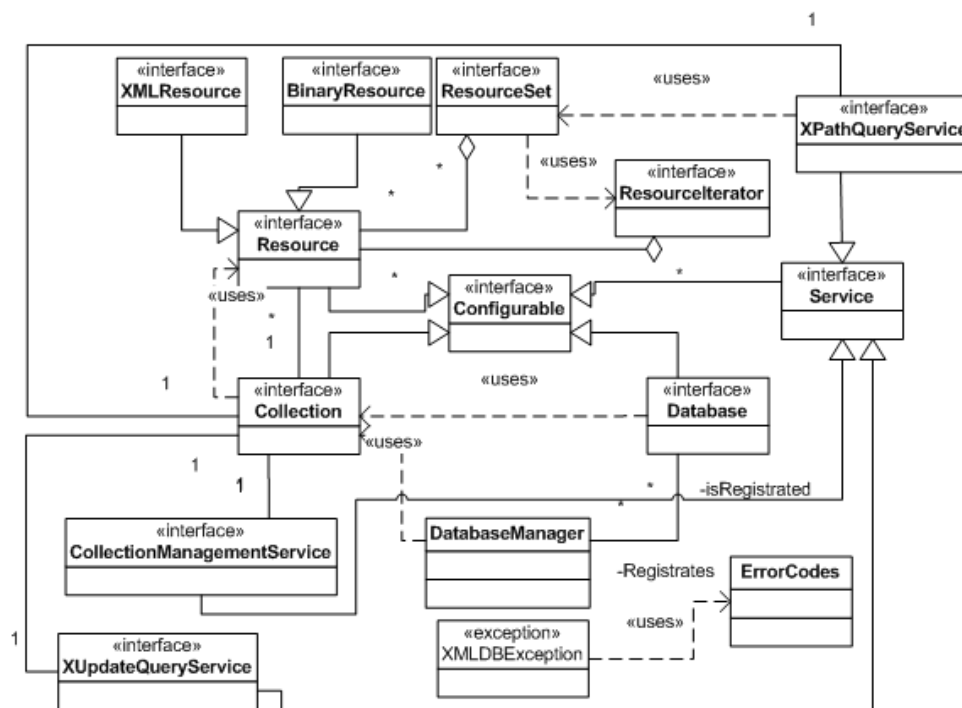 1
«interface»
XMLResource
«interface»
BinaryResource
«interface»
ResourceSet
«uses»
«interface»
XPathQueryService
*
«uses»
*
«interface»
ResourceIterator
«interface»
Resource
«uses»
*
*
«interface»
Configurable
*
«interface»
Service
1
1
«interface»
Collection
«uses»
«interface»
Database
«uses»
1
1
*
-isRegistrated
*
«interface»
CollectionManagementService
DatabaseManager
-Registrates
ErrorCodes
«uses»
«exception»
XMLDBException
1
«interface»
XUpdateQueryService